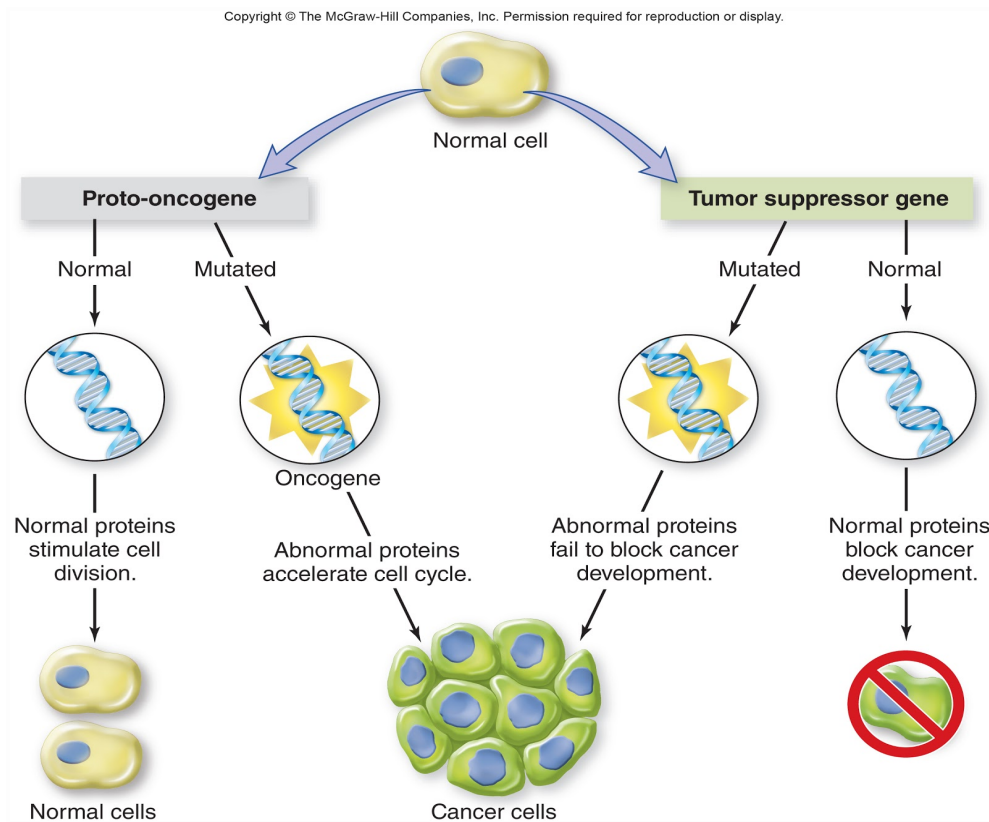 Copyright © The McGraw-Hill Companies, Inc. Permission required for reproduction or display.
Normal cell
Proto-oncogene
Tumor suppressor gene
Normal
Mutated
Mutated
Normal
Oncogene
Normal proteins
stimulate cell
division.
Abnormal proteins
accelerate cell cycle.
Abnormal proteins
fail to block cancer
development.
Normal proteins
block cancer
development.
Normal cells
Cancer cells